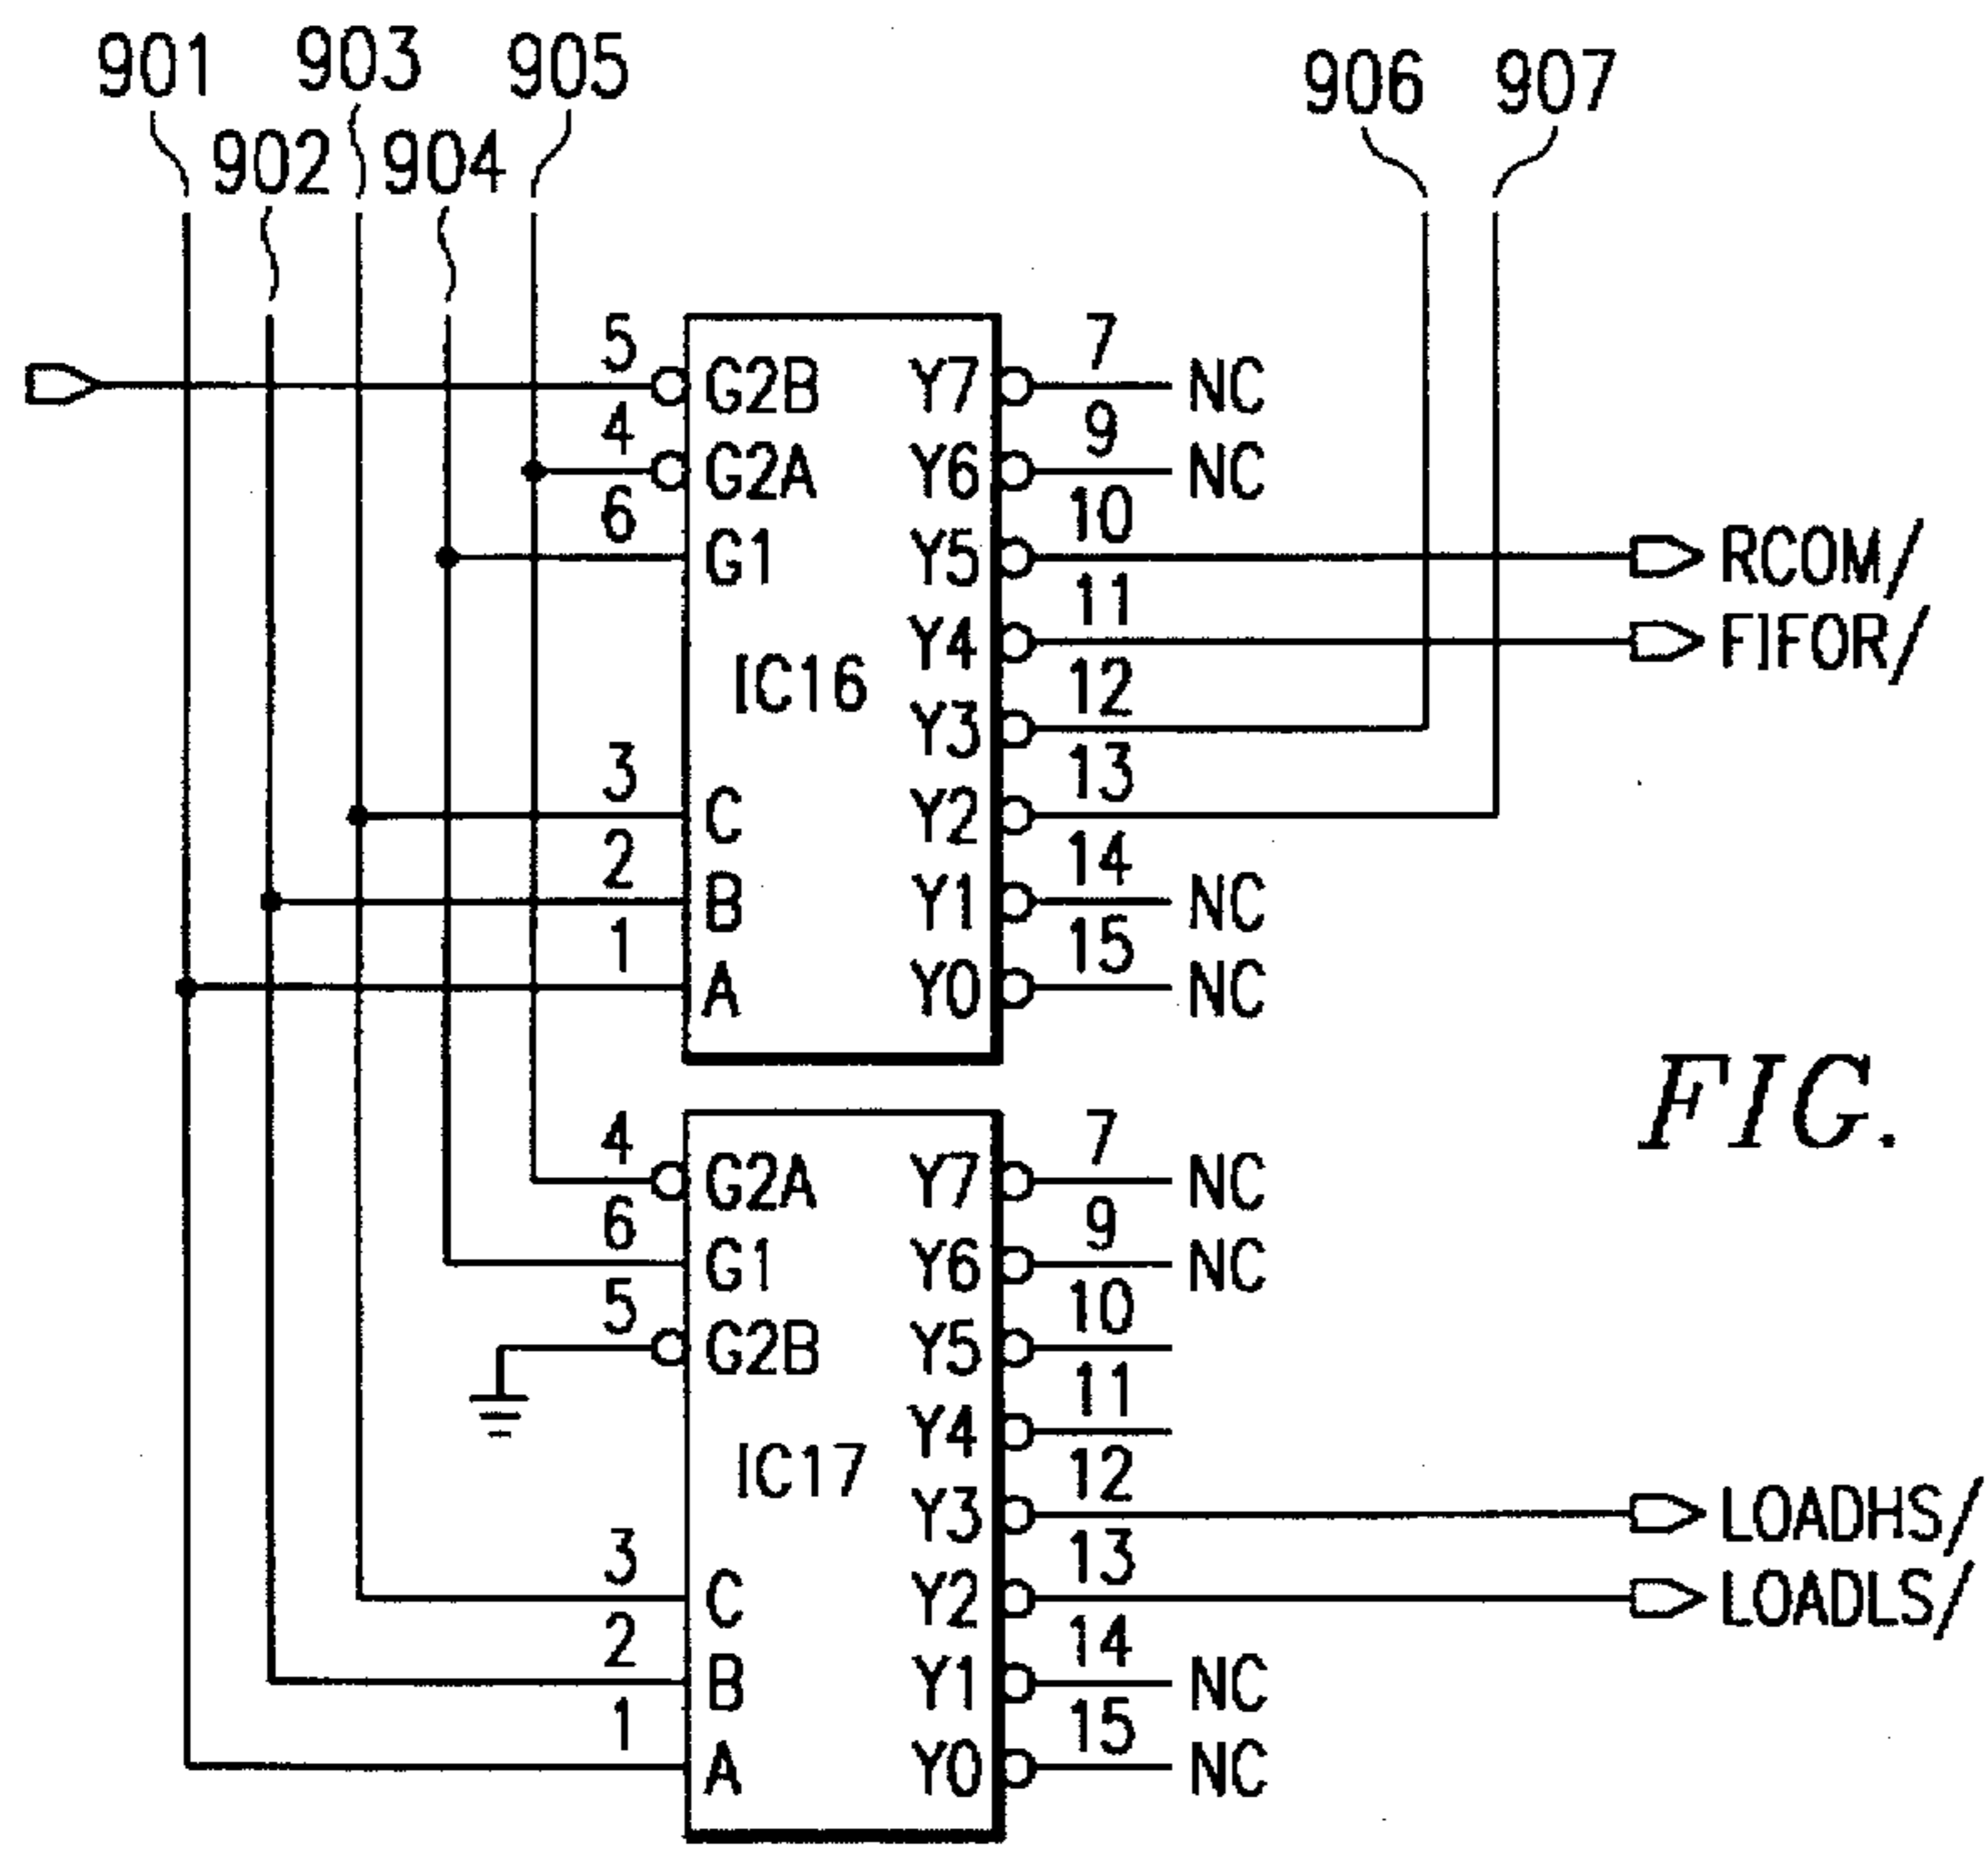 901 903 905 906 907
902 904
5 G2B Y7 7 NC
4 G2A Y6 9 NC
6 G1 Y5 10 RCOM/
Y4 11 FIFOR/
IC16
Y3 12
3 C Y2 13
2 B Y1 14 NC
1 A Y0 15 NC
FIG.
4 G2A Y7 7 NC
6 G1 Y6 9 NC
5 G2B Y5 10
Y4 11
IC17
Y3 12 LOADHS/
3 C Y2 13 LOADLS/
2 B Y1 14 NC
1 A Y0 15 NC